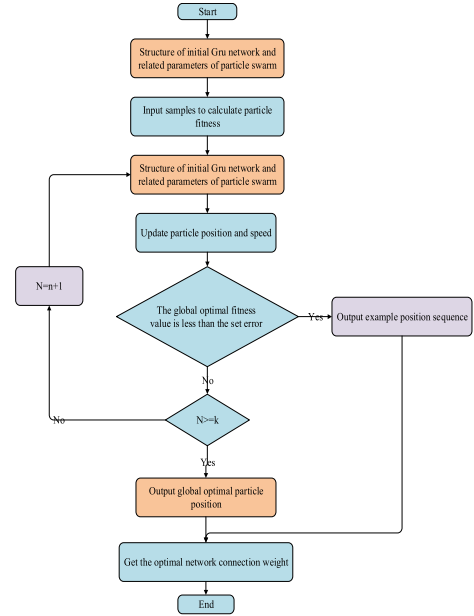 Start
Structure of initial Gru network and
related parameters of particle swarm
Input samples to calculate particle
fitness
Structure of initial Gru network and
related parameters of particle swarm
Update particle position and speed
N=n+1
The global optimal fitness
value is less than the set error
Yes
Output example position sequence
No
N>=k
No
Yes
Output global optimal particle
position
Get the optimal network connection weight
End